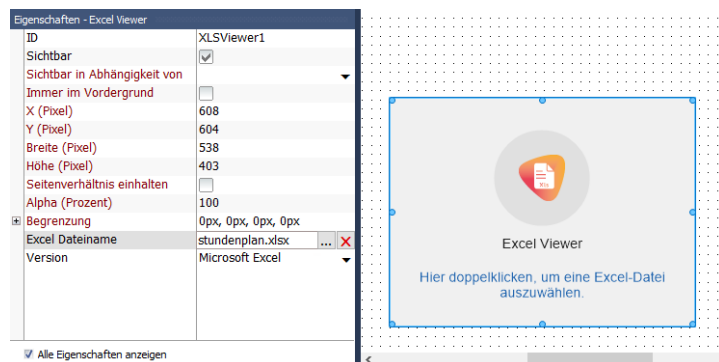 Eigenschaften - Excel Viewer
ID XLSViewer1
Sichtbar
Sichtbar in Abhängigkeit von
Immer im Vordergrund
X (Pixel) 608
Y (Pixel) 604
Breite (Pixel) 538
Höhe (Pixel) 403
Seitenverhältnis einhalten
Alpha (Prozent) 100
Begrenzung 0px, 0px, 0px, 0px
Excel Dateiname stundenplan.xlsx ...
Version Microsoft Excel
Alle Eigenschaften anzeigen
Excel Viewer
Hier doppelklicken, um eine Excel-Datei
auszuwählen.